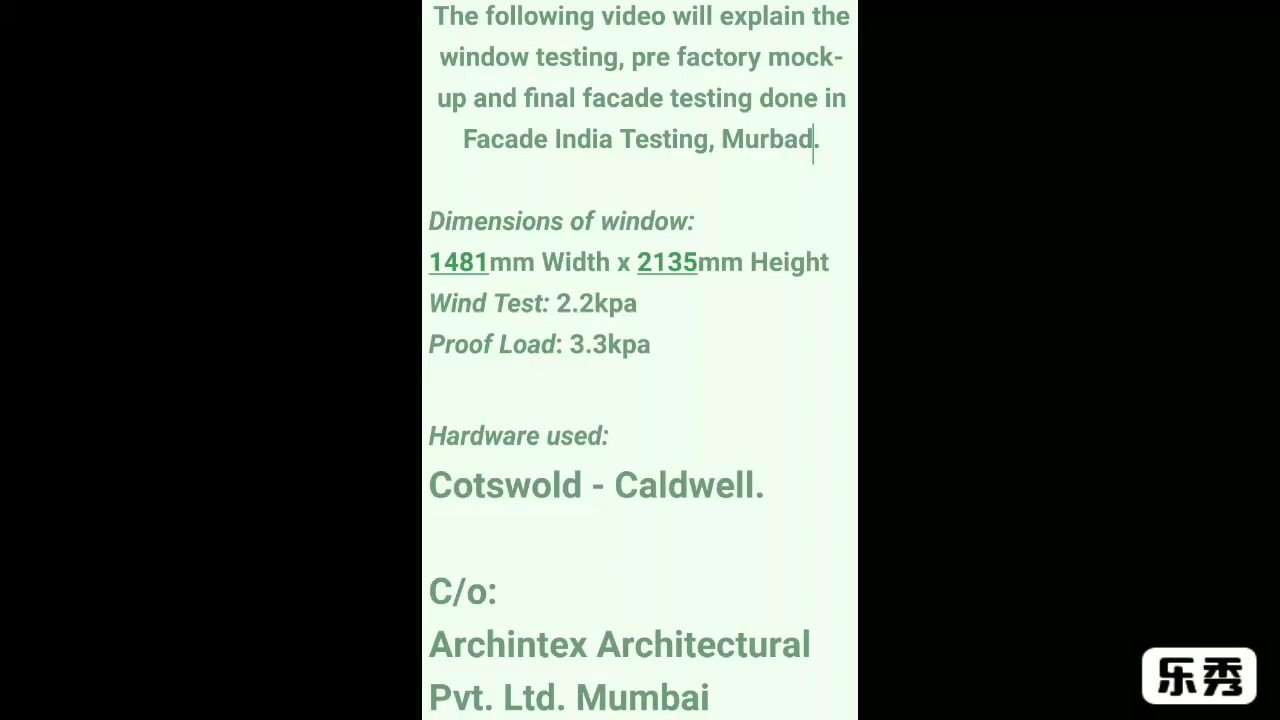 The following video will explain the
window testing, pre factory mock-
up and final facade testing done in
Facade India Testing, Murbad.
Dimensions of window:
1481mm Width x 2135mm Height
Wind Test: 2.2kpa
Proof Load: 3.3kpa
Hardware used:
Cotswold - Caldwell.
C/o:
Archintex Architectural
Pvt. Ltd. Mumbai
乐秀